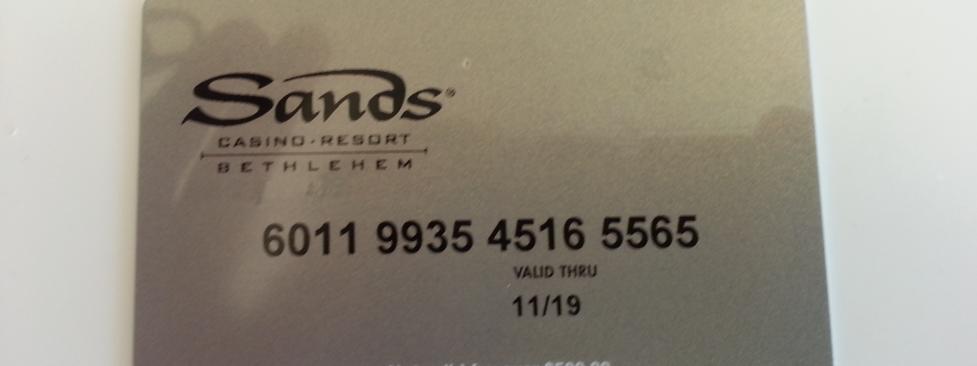 Sands®
CASINO · RESORT
BETHLEHEM
6011 9935 4516 5565
VALID THRU
11/19